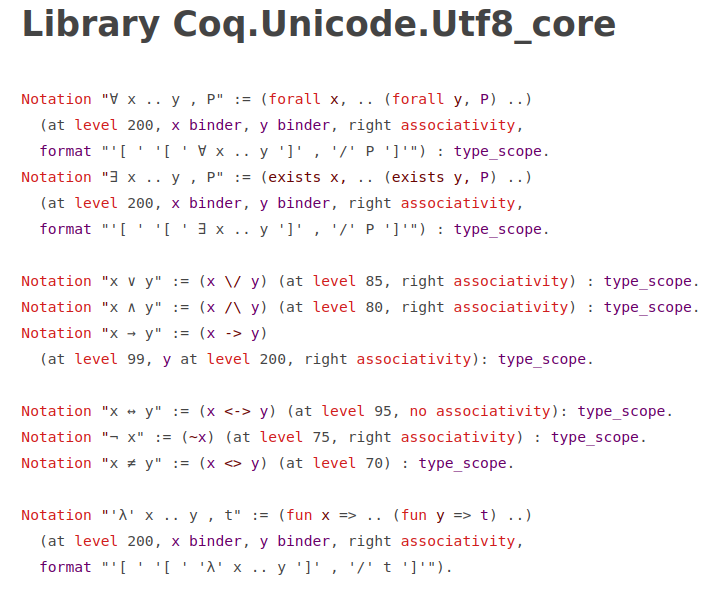 Library Coq.Unicode.Utf8_core
Notation "∀ x .. y , P" := (forall x, .. (forall y, P) ..)
(at level 200, x binder, y binder, right associativity,
format "'[ ' '[ ' ∀ x .. y ']' , '/' P ']'") : type_scope.
Notation "∃ x .. y , P" := (exists x, .. (exists y, P) ..)
(at level 200, x binder, y binder, right associativity,
format "'[ ' '[ ' ∃ x .. y ']' , '/' P ']'") : type_scope.
Notation "x ∨ y" := (x \/ y) (at level 85, right associativity) : type_scope.
Notation "x ∧ y" := (x /\ y) (at level 80, right associativity) : type_scope.
Notation "x → y" := (x -> y)
(at level 99, y at level 200, right associativity): type_scope.
Notation "x ↔ y" := (x <-> y) (at level 95, no associativity): type_scope.
Notation "¬ x" := (~x) (at level 75, right associativity) : type_scope.
Notation "x ≠ y" := (x <> y) (at level 70) : type_scope.
Notation "'λ' x .. y , t" := (fun x => .. (fun y => t) ..)
(at level 200, x binder, y binder, right associativity,
format "'[ ' '[ ' 'λ' x .. y ']' , '/' t ']'").